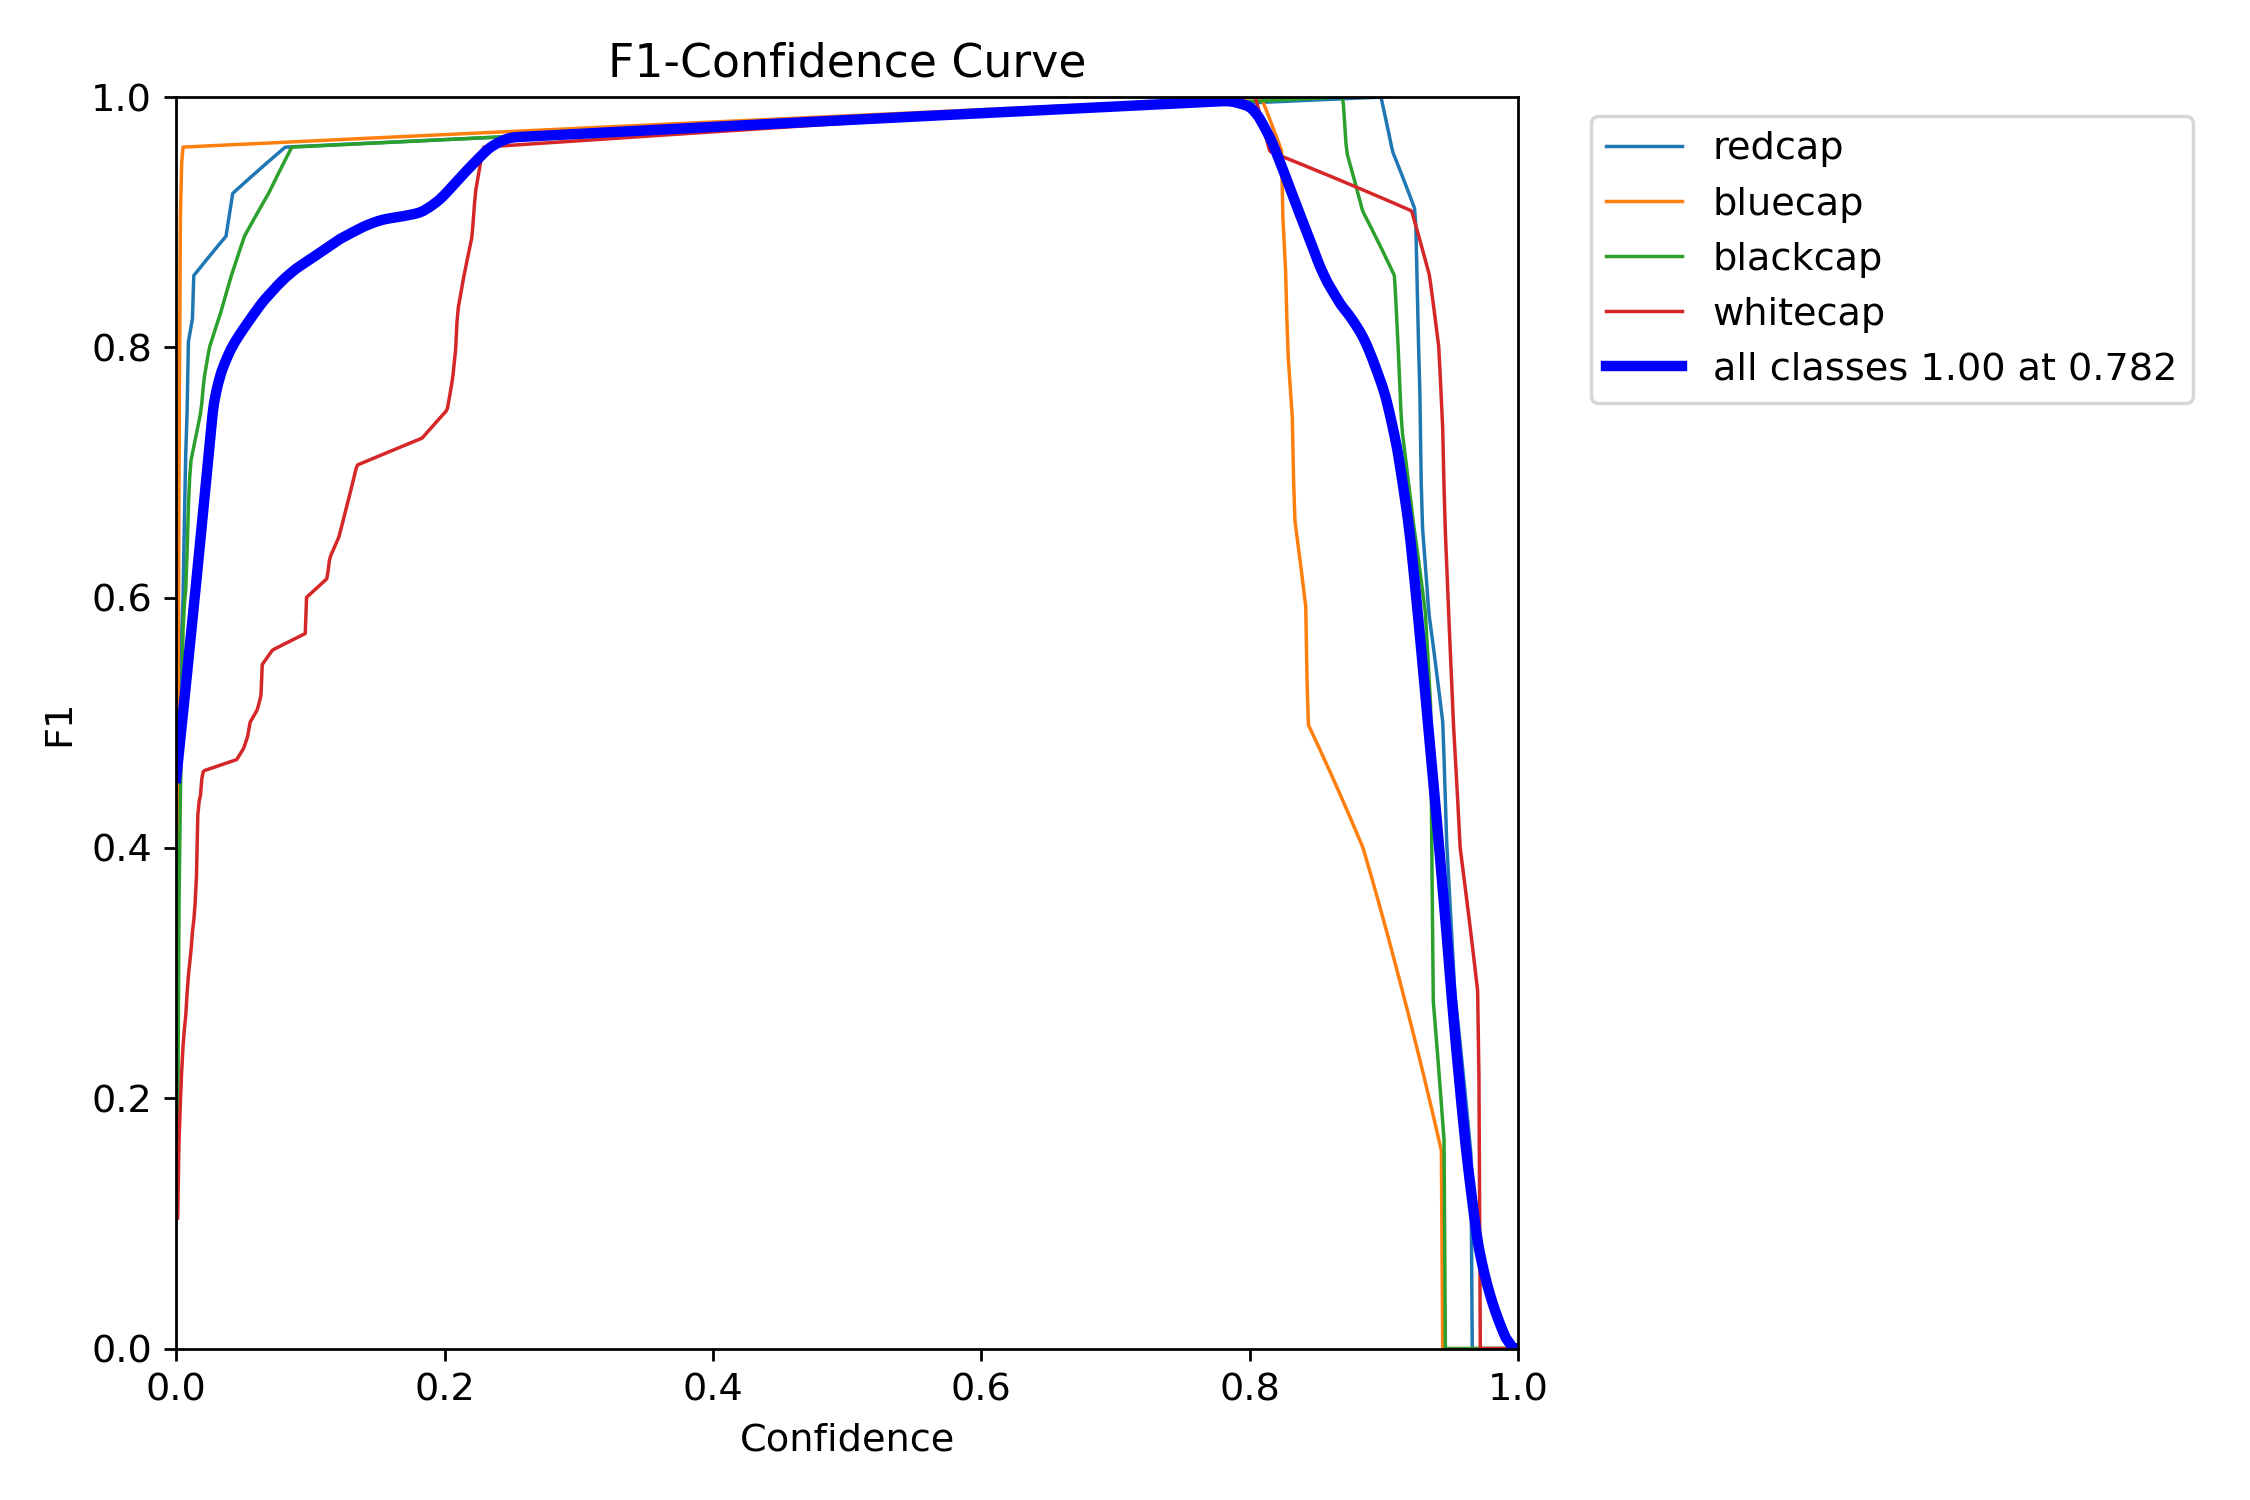 F1-Confidence Curve
1.0
0.8
0.6
0.4
0.2
0.0
F1
0.0 0.2 0.4 0.6 0.8 1.0
Confidence
redcap
bluecap
blackcap
whitecap
all classes 1.00 at 0.782